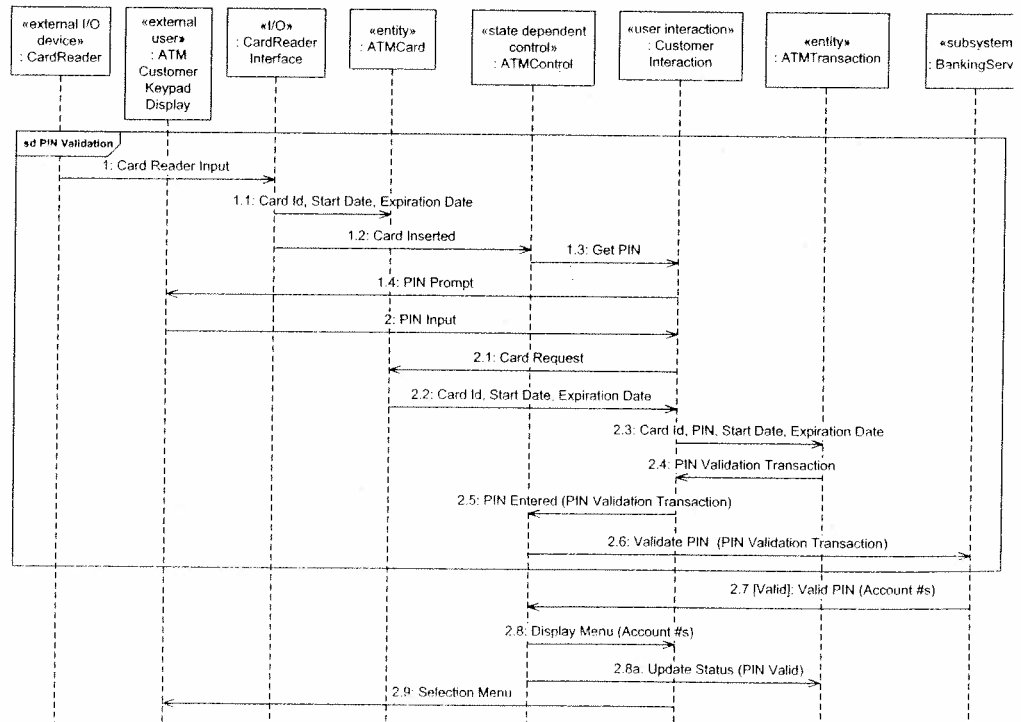 «external I/O
device»
: CardReader
«external
user»
: ATM
Customer
Keypad
Display
«I/O»
: CardReader
Interface
«entity»
: ATMCard
«state dependent
control»
: ATMControl
«user interaction»
: Customer
Interaction
«entity»
: ATMTransaction
«subsystem
: BankingServ
sd PIN Validation
1: Card Reader Input
1.1: Card Id, Start Date, Expiration Date
1.2: Card Inserted
1.3: Get PIN
1.4: PIN Prompt
2: PIN Input
2.1: Card Request
2.2: Card Id, Start Date, Expiration Date
2.3: Card Id, PIN, Start Date, Expiration Date
2.4: PIN Validation Transaction
2.5: PIN Entered (PIN Validation Transaction)
2.6: Validate PIN (PIN Validation Transaction)
2.7 [Valid]: Valid PIN (Account #s)
2.8: Display Menu (Account #s)
2.8a: Update Status (PIN Valid)
2.9: Selection Menu